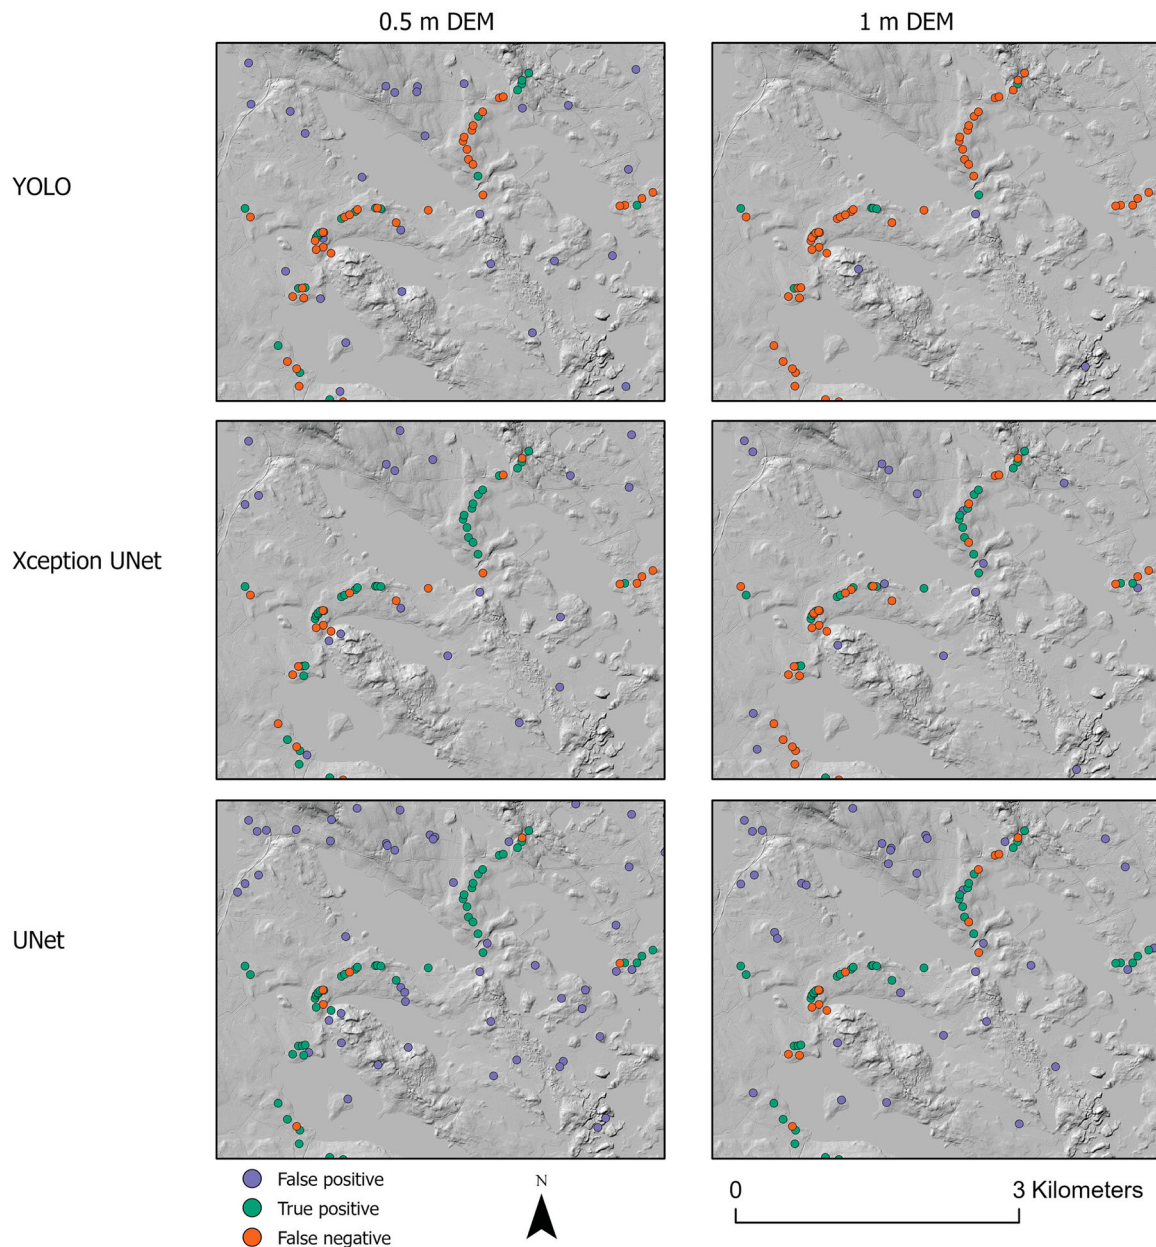 0.5 m DEM
1 m DEM
YOLO
Xception UNet
UNet
False positive
True positive
False negative
N
0
3 Kilometers